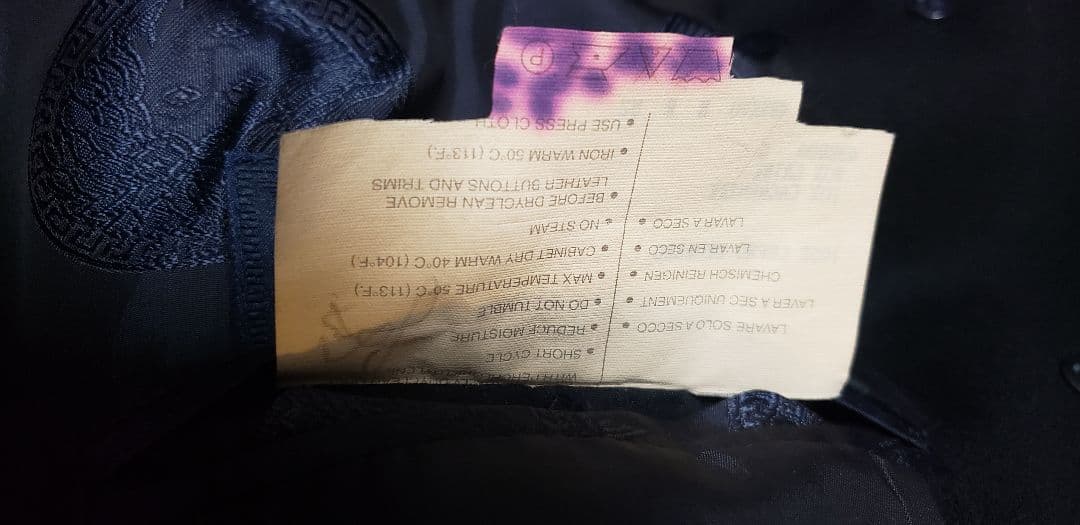 LAVARE SOLO A SECCO •
LAVER A SEC UNIQUEMENT •
CHEMISCH REINIGEN •
LAVAR EN SECO •
LAVAR A SECO •
WITH
• SHORT CYCLE
• REDUCE MOISTURE
• DO NOT TUMBLE
• MAX TEMPERATURE 50°C (113°F.)
• CABINET DRY WARM 40°C (104°F.)
• NO STEAM
• BEFORE DRYCLEAN REMOVE
LEATHER BUTTONS AND TRIMS
• IRON WARM 50°C (113°F.)
• USE PRESS CLOTH
P